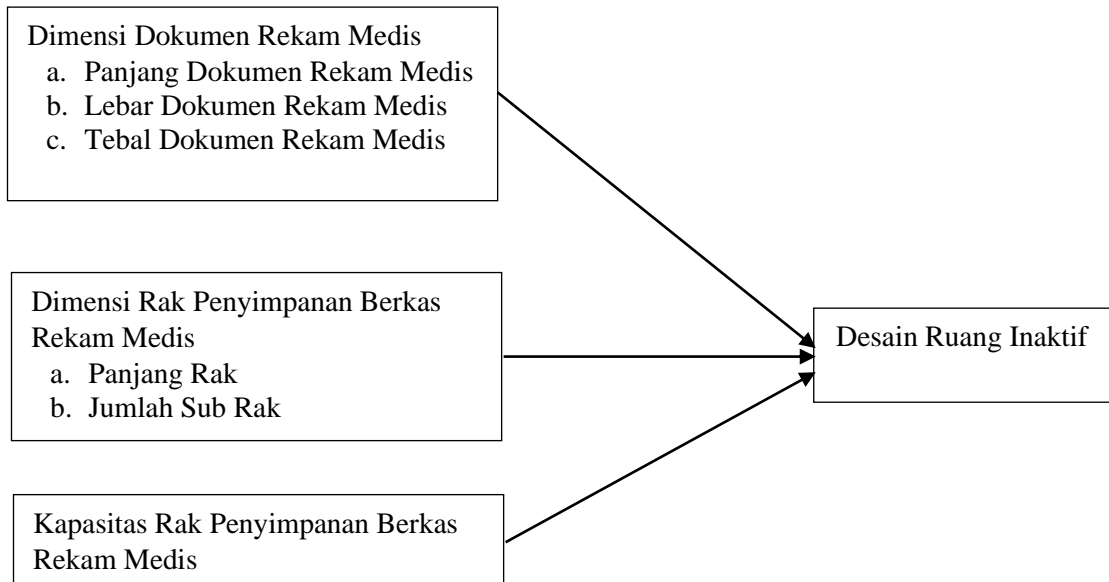 Dimensi Dokumen Rekam Medis
a. Panjang Dokumen Rekam Medis
b. Lebar Dokumen Rekam Medis
c. Tebal Dokumen Rekam Medis
Dimensi Rak Penyimpanan Berkas
Rekam Medis
a. Panjang Rak
b. Jumlah Sub Rak
Kapasitas Rak Penyimpanan Berkas
Rekam Medis
Desain Ruang Inaktif